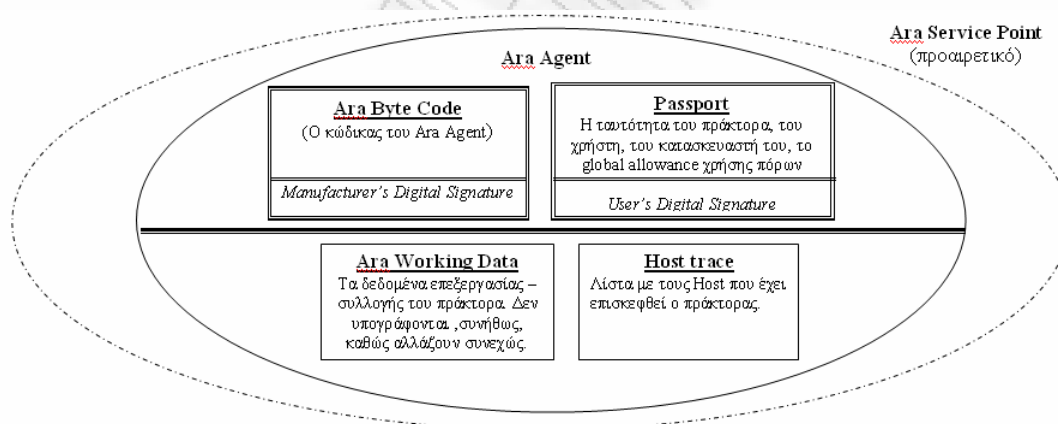 Ara Service Point
(προαιρετικό)
Ara Agent
Ara Byte Code
(Ο κώδικας του Ara Agent)
Manufacturer's Digital Signature
Passport
Η ταυτότητα του πράκτορα, του
χρήστη, του κατασκευαστή του, το
global allowance χρήσης πόρων
User's Digital Signature
Ara Working Data
Τα δεδομένα επεξεργασίας –
συλλογής του πράκτορα. Δεν
υπογράφονται ,συνήθως,
καθώς αλλάζουν συνεχώς.
Host trace
Λίστα με τους Host που έχει
επισκεφθεί ο πράκτορας.